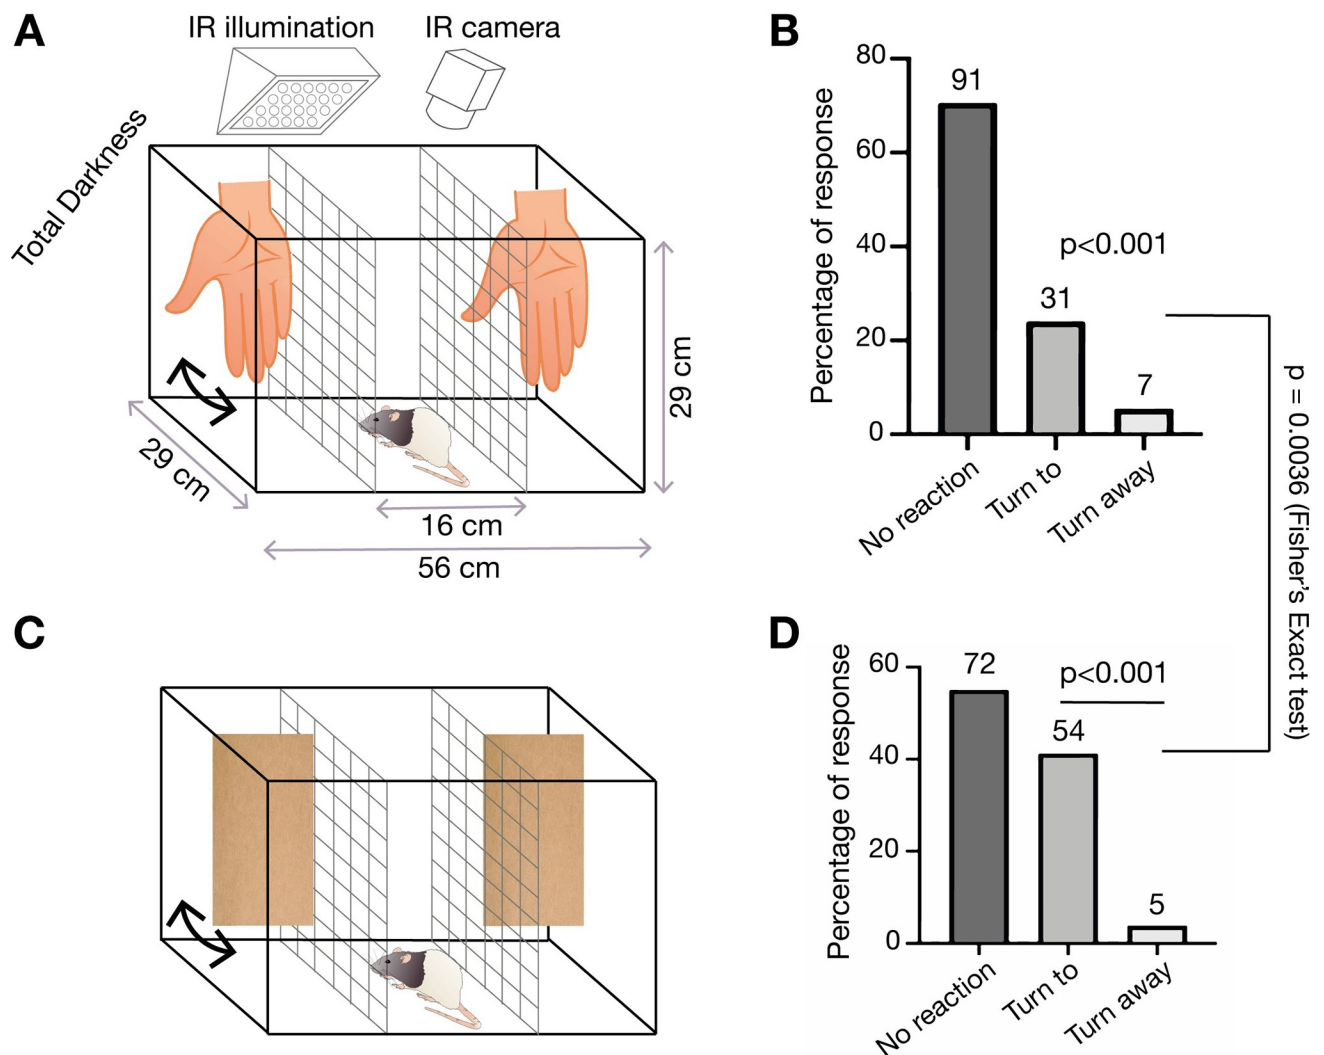 A
IR illumination
IR camera
Total Darkness
29 cm
29 cm
16 cm
56 cm
B
Percentage of response
80
60
40
20
0
91
31
7
p<0.001
No reaction
Turn to
Turn away
p = 0.0036 (Fisher's Exact test)
C
D
Percentage of response
60
40
20
0
72
54
5
p<0.001
No reaction
Turn to
Turn away